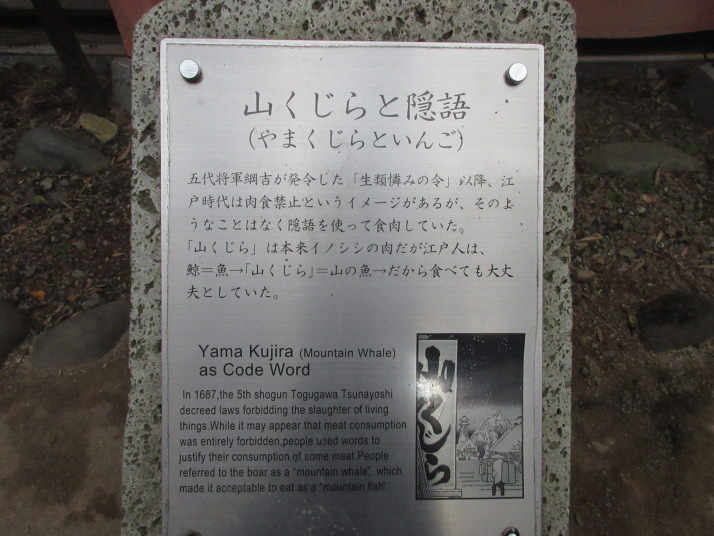 山くじらと隠語
(やまくじらといんご)
五代将軍綱吉が発令した「生類憐みの令」以降、江
戸時代は肉食禁止というイメージがあるが、そのよ
うなことはなく隠語を使って食肉していた。
「山くじら」は本来イノシシの肉だが江戸人は、
鯨＝魚→「山くじら」＝山の魚→だから食べても大丈
夫としていた。
Yama Kujira (Mountain Whale)
as Code Word
In 1687,the 5th shogun Togugawa Tsunayoshi
decreed laws forbidding the slaughter of living
things.While it may appear that meat consumption
was entirely forbidden,people used words to
justify their consumption of some meat.People
referred to the boar as a “mountain whale”, which
made it acceptable to eat as a “mountain fish”.
山くじら